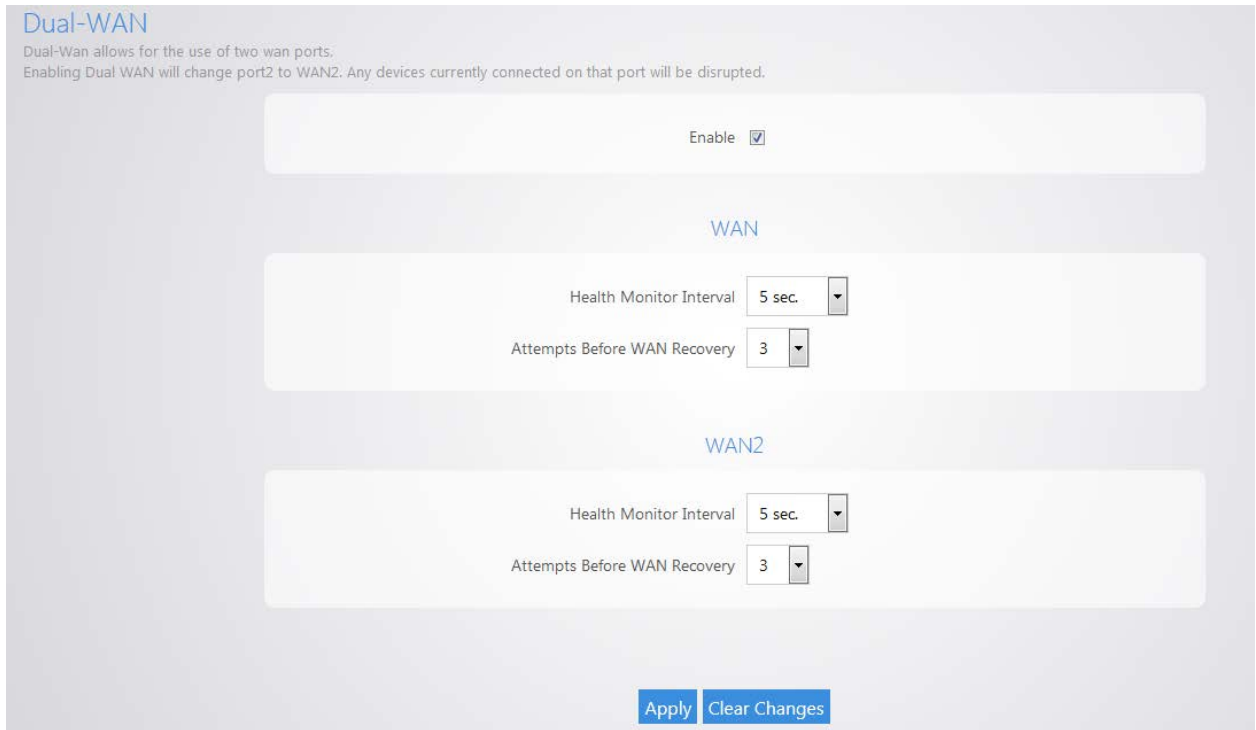 Dual-WAN
Dual-Wan allows for the use of two wan ports.
Enabling Dual WAN will change port2 to WAN2. Any devices currently connected on that port will be disrupted.
Enable
WAN
Health Monitor Interval 5 sec.
Attempts Before WAN Recovery 3
WAN2
Health Monitor Interval 5 sec.
Attempts Before WAN Recovery 3
Apply Clear Changes